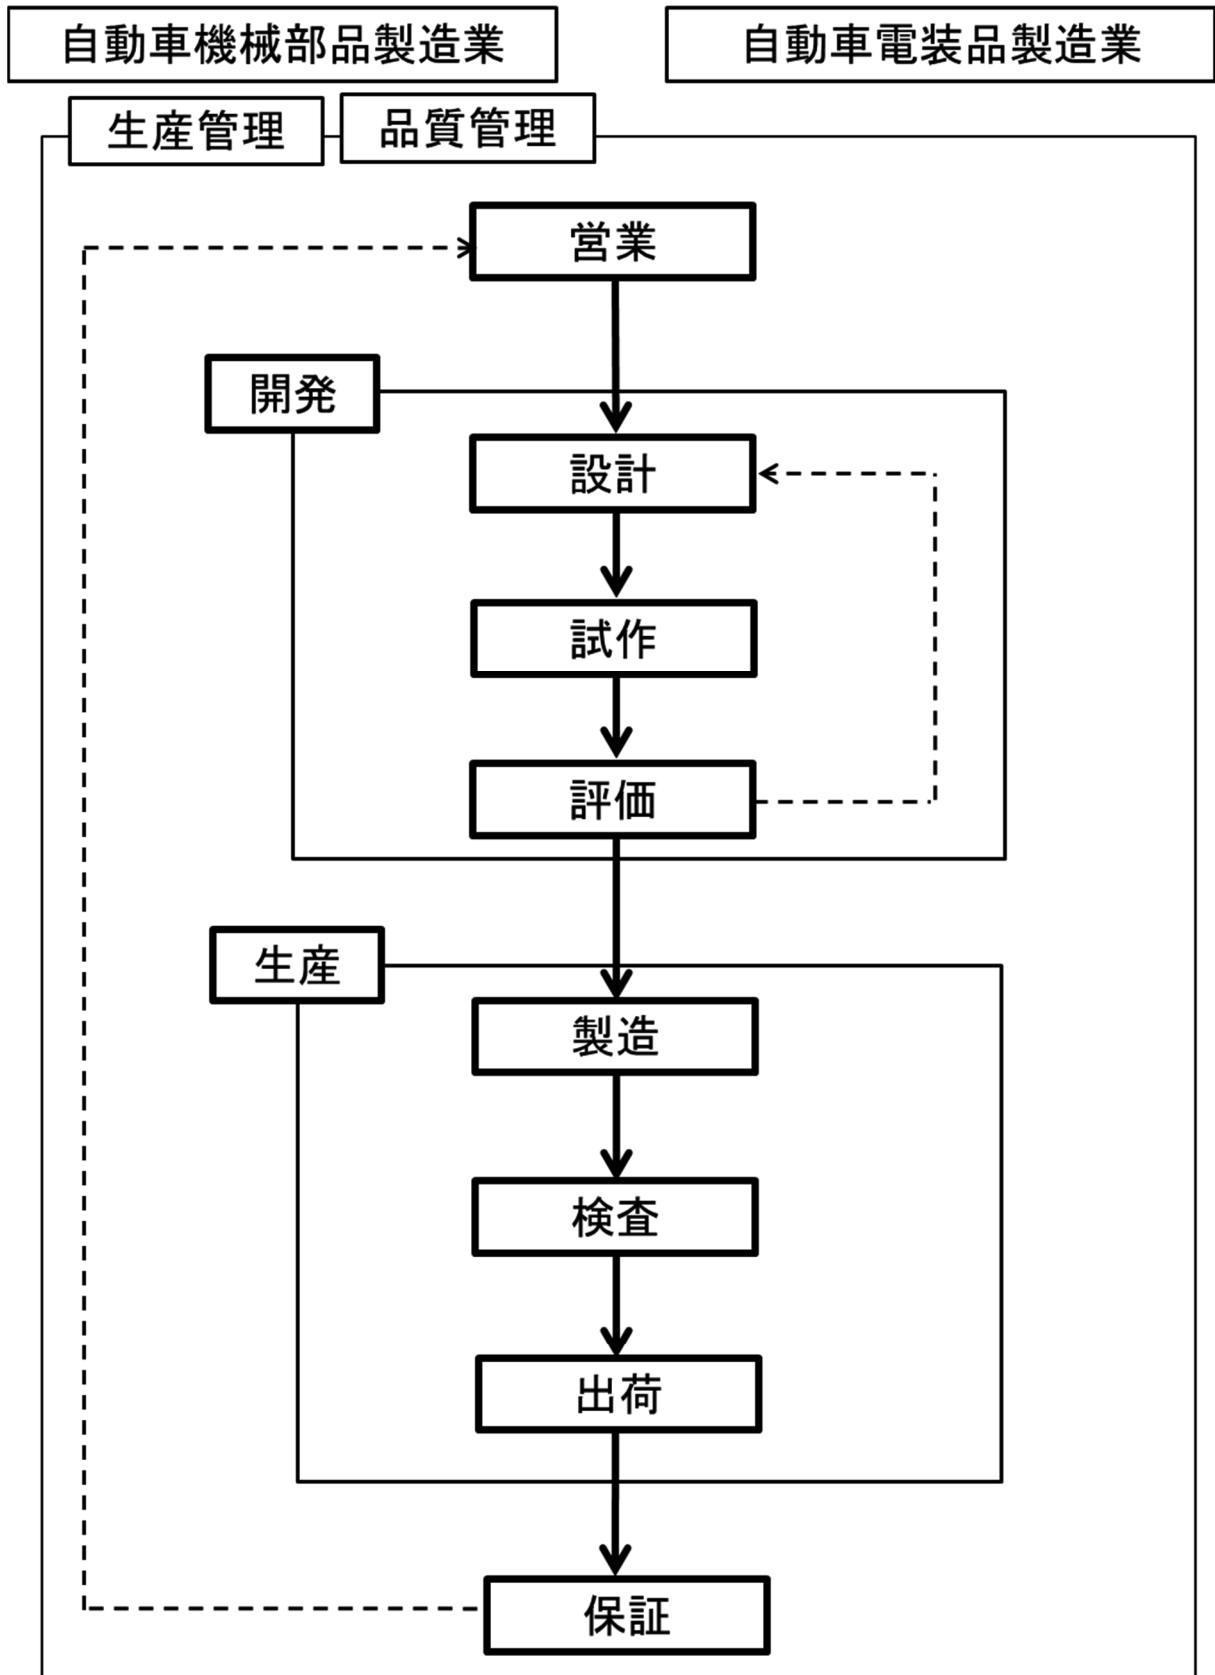 自動車機械部品製造業
自動車電装品製造業
生産管理
品質管理
営業
開発
設計
試作
評価
生産
製造
検査
出荷
保証